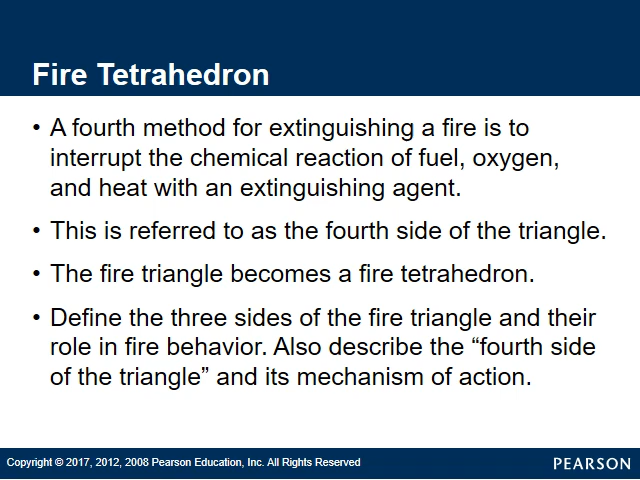 Fire Tetrahedron
• A fourth method for extinguishing a fire is to
interrupt the chemical reaction of fuel, oxygen,
and heat with an extinguishing agent.
• This is referred to as the fourth side of the triangle.
• The fire triangle becomes a fire tetrahedron.
• Define the three sides of the fire triangle and their
role in fire behavior. Also describe the “fourth side
of the triangle” and its mechanism of action.
Copyright © 2017, 2012, 2008 Pearson Education, Inc. All Rights Reserved
PEARSON